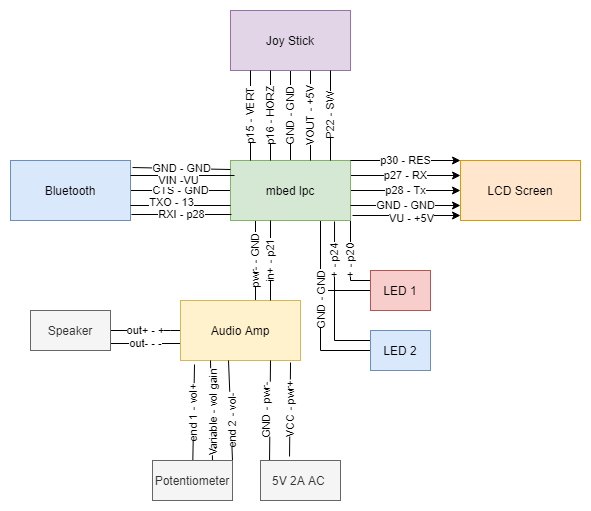 Joy Stick
p15 - VERT
p16 - HORZ
GND - GND
VOUT - +5V
P22 - SW
Bluetooth
GND - GND
VIN -VU
CTS - GND
TXO - 13
RXI - p28
mbed lpc
p30 - RES
p27 - RX
p28 - Tx
GND - GND
VU - +5V
LCD Screen
pwr- - GND
in+ - p21
GND - GND
+ - p24
+ - p20
LED 1
LED 2
Speaker
out+ - +
out- - -
Audio Amp
end 1 - vol+
Variable - vol gain
end 2 - vol-
GND - pwr-
VCC - pwr+
Potentiometer
5V 2A AC